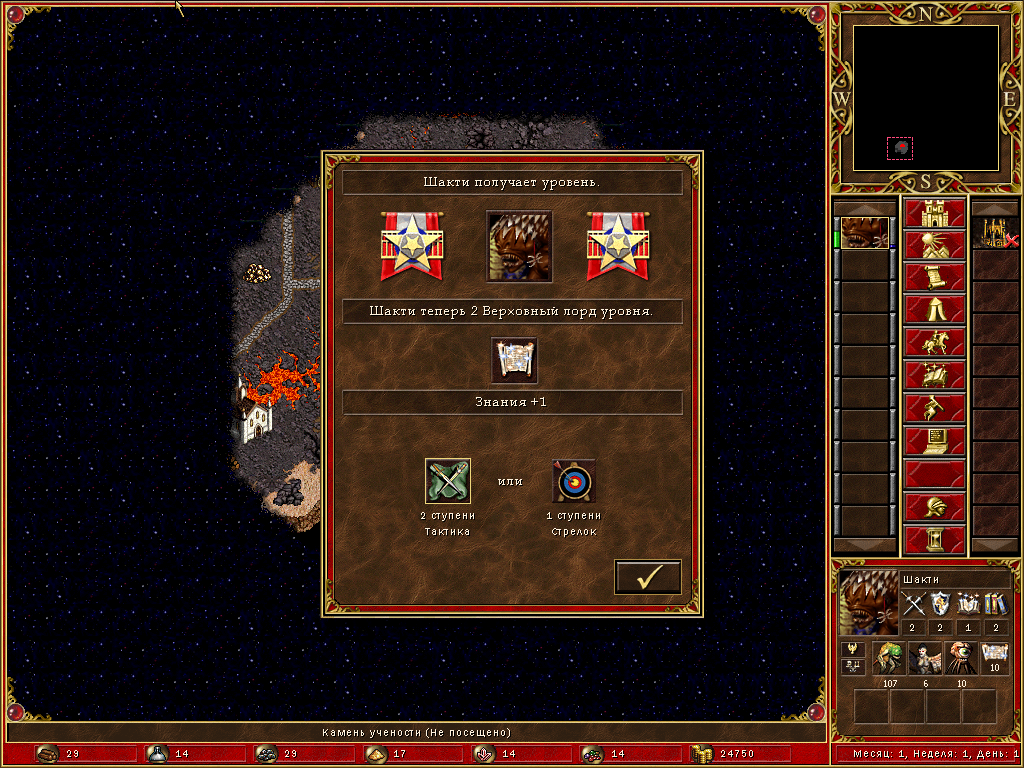 N
W
E
S
Шакти получает уровень.
Шакти теперь 2 Верховный лорд уровня.
Знания +1
или
2 ступени
Тактика
1 ступени
Стрелок
Шакти
2 2 1 2
10
107 6 10
Камень учености (Не посещено)
29 14 29 17 14 14 24750
Месяц: 1, Неделя: 1, День: 1